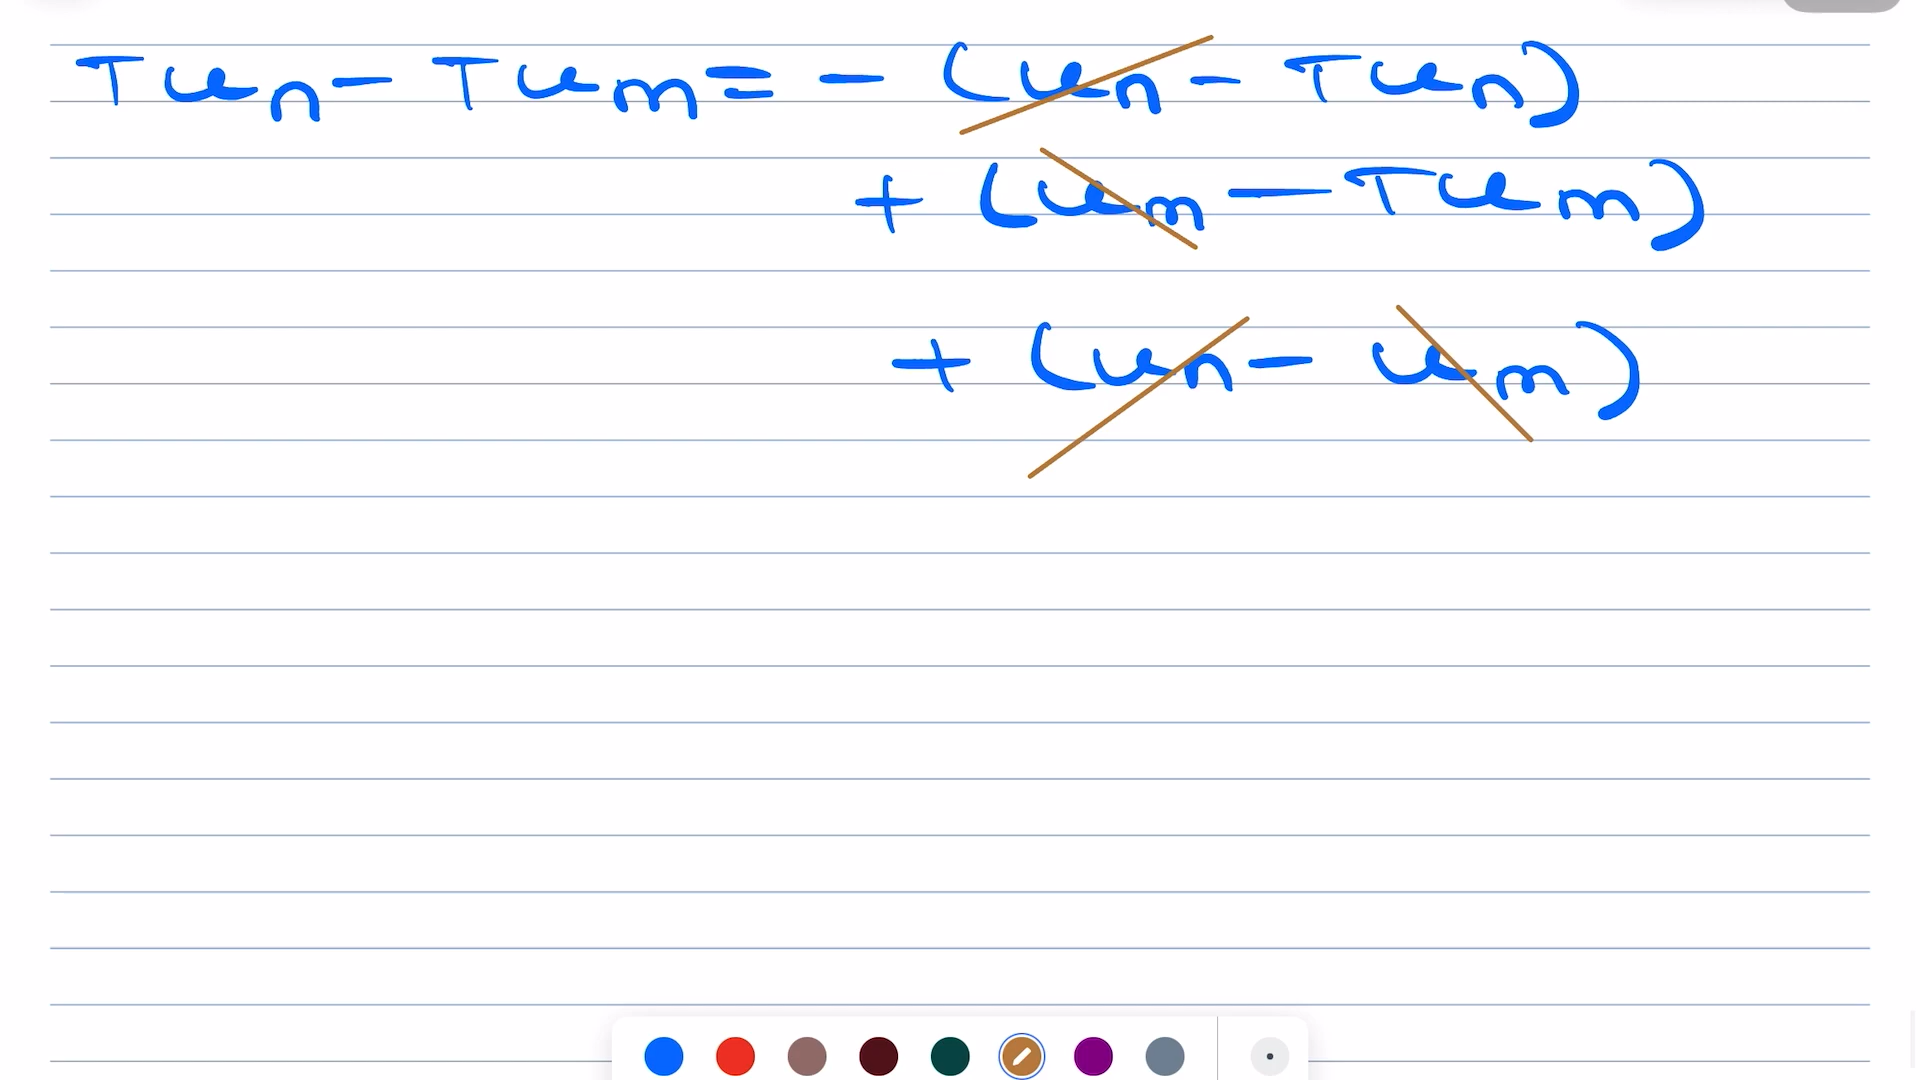 Tuₙ - Tuₘ = - (uₙ - Tuₙ)
+ (uₘ - Tuₘ)
+ (uₙ - uₘ)